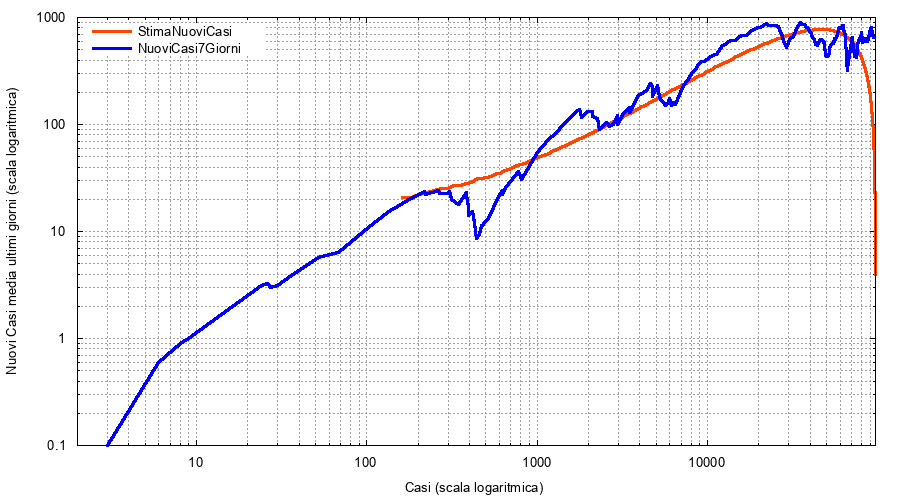 1000
100
10
1
0.1
StimaNuoviCasi
NuoviCasi7Giorni
Nuovi Casi media ultimi giorni (scala logaritmica)
10
100
1000
10000
Casi (scala logaritmica)